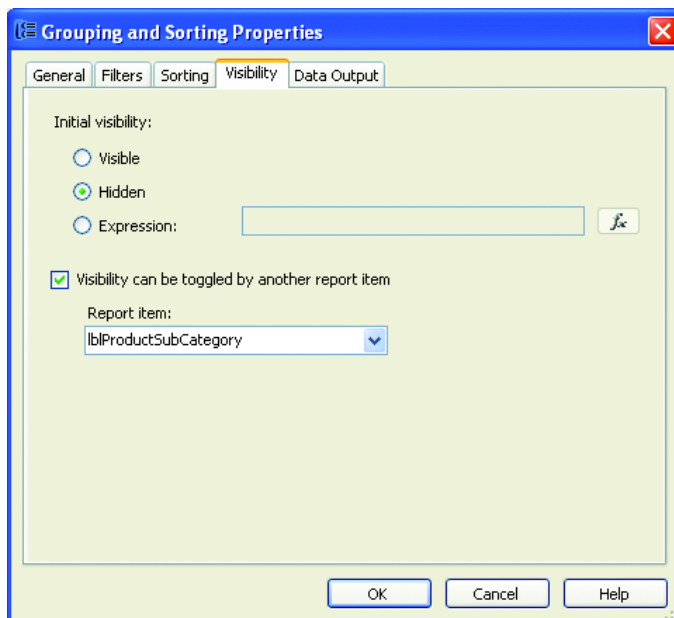 Grouping and Sorting Properties
General Filters Sorting Visibility Data Output
Initial visibility:
Visible
Hidden
Expression: fx
Visibility can be toggled by another report item
Report item:
lblProductSubCategory
OK Cancel Help